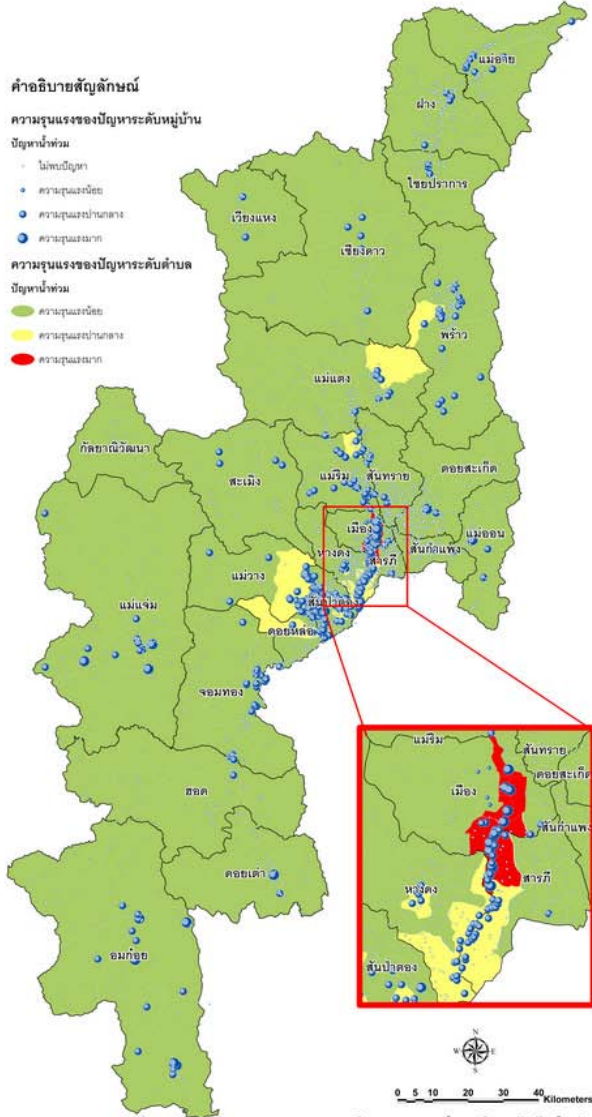 คำอธิบายสัญลักษณ์
ความรุนแรงของปัญหาระดับหมู่บ้าน
ปัญหาน้ำท่วม
ไม่พบปัญหา
ความรุนแรงน้อย
ความรุนแรงปานกลาง
ความรุนแรงมาก
ความรุนแรงของปัญหาระดับตำบล
ปัญหาน้ำท่วม
ความรุนแรงน้อย
ความรุนแรงปานกลาง
ความรุนแรงมาก
แม่อาย
ฝาง
ไชยปราการ
เวียงแหง
เชียงดาว
พร้าว
แม่แตง
กัลยาณิวัฒนา
สะเมิง
แม่ริม
สันทราย
ดอยสะเก็ด
เมือง
หางดง
สารภี
สันกำแพง
แม่ออน
แม่วาง
สันป่าตอง
ดอยหล่อ
แม่แจ่ม
จอมทอง
ฮอด
ดอยเต่า
อมก๋อย
แม่ริม
สันทราย
ดอยสะเก็ด
เมือง
สันกำแพง
หางดง
สารภี
สันป่าตอง
N
W E
S
0 5 10 20 30 40 Kilometers